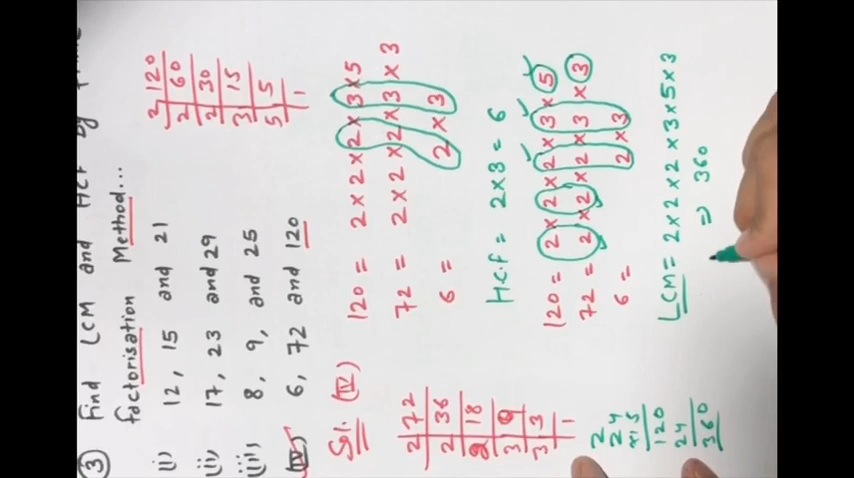 ③ Find LCM and HCF by
factorisation Method...
(i) 12, 15 and 21
(ii) 17, 23 and 29
(iii) 8, 9, and 25
(iv) 6, 72 and 120
2 120
2 60
2 30
3 15
5 5
1
Sol. (iv)
120 = 2 x 2 x 2 x 3 x 5
72 = 2 x 2 x 2 x 3 x 3
6 = 2 x 3
H.C.F = 2 x 3 = 6
2 72
2 36
2 18
3 9
3 3
1
120 = 2 x 2 x 2 x 3 x 5
72 = 2 x 2 x 2 x 3 x 3
6 = 2 x 3
LCM = 2 x 2 x 2 x 3 x 5 x 3
⇒ 360
2
24
x15
120
24
360